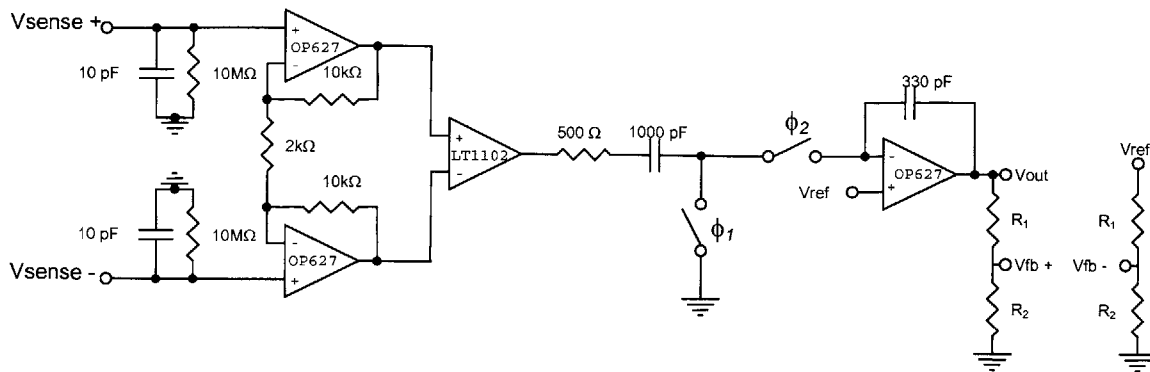 Vsense +
+
OP627
-
10 pF
10MΩ
10kΩ
2kΩ
+
LT1102
-
500 Ω
1000 pF
ϕ2
ϕ1
330 pF
-
OP627
+
Vref
Vout
R1
Vfb +
R2
Vref
R1
Vfb -
R2
10kΩ
10 pF
10MΩ
-
OP627
+
Vsense -